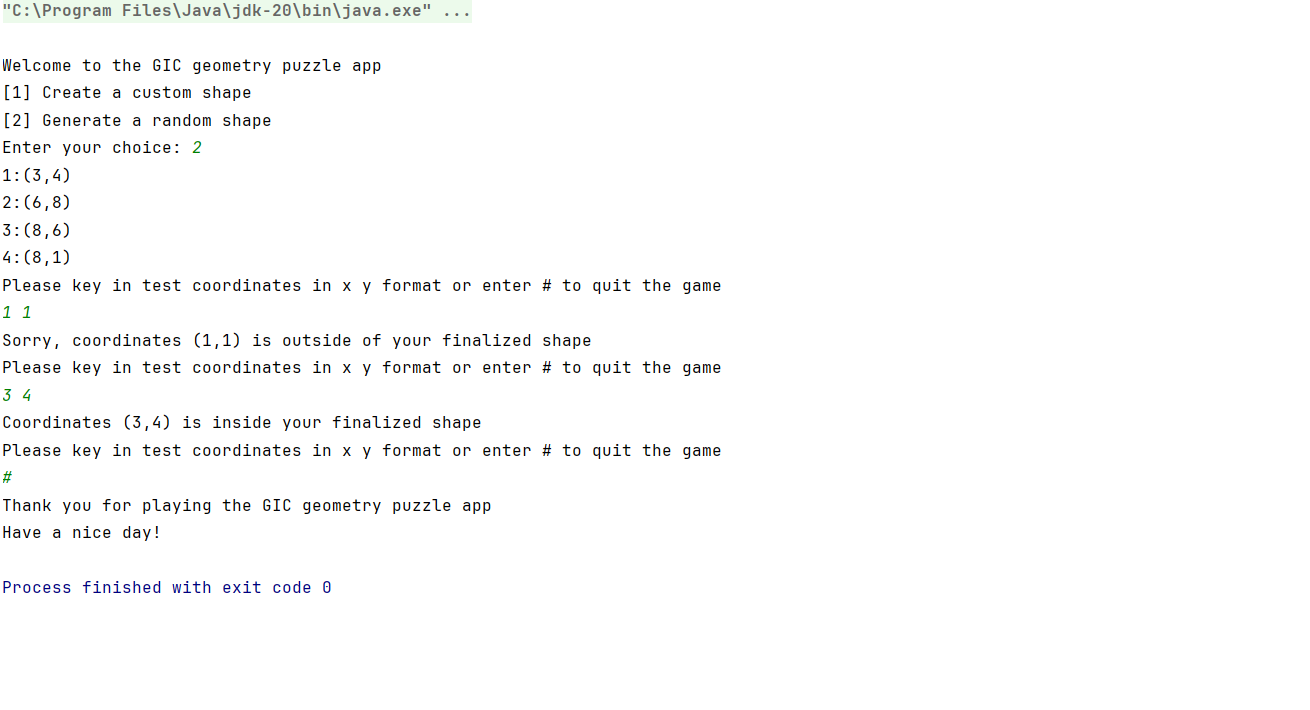 "C:\Program Files\Java\jdk-20\bin\java.exe" ...
Welcome to the GIC geometry puzzle app
[1] Create a custom shape
[2] Generate a random shape
Enter your choice: 2
1:(3,4)
2:(6,8)
3:(8,6)
4:(8,1)
Please key in test coordinates in x y format or enter # to quit the game
1 1
Sorry, coordinates (1,1) is outside of your finalized shape
Please key in test coordinates in x y format or enter # to quit the game
3 4
Coordinates (3,4) is inside your finalized shape
Please key in test coordinates in x y format or enter # to quit the game
#
Thank you for playing the GIC geometry puzzle app
Have a nice day!
Process finished with exit code 0